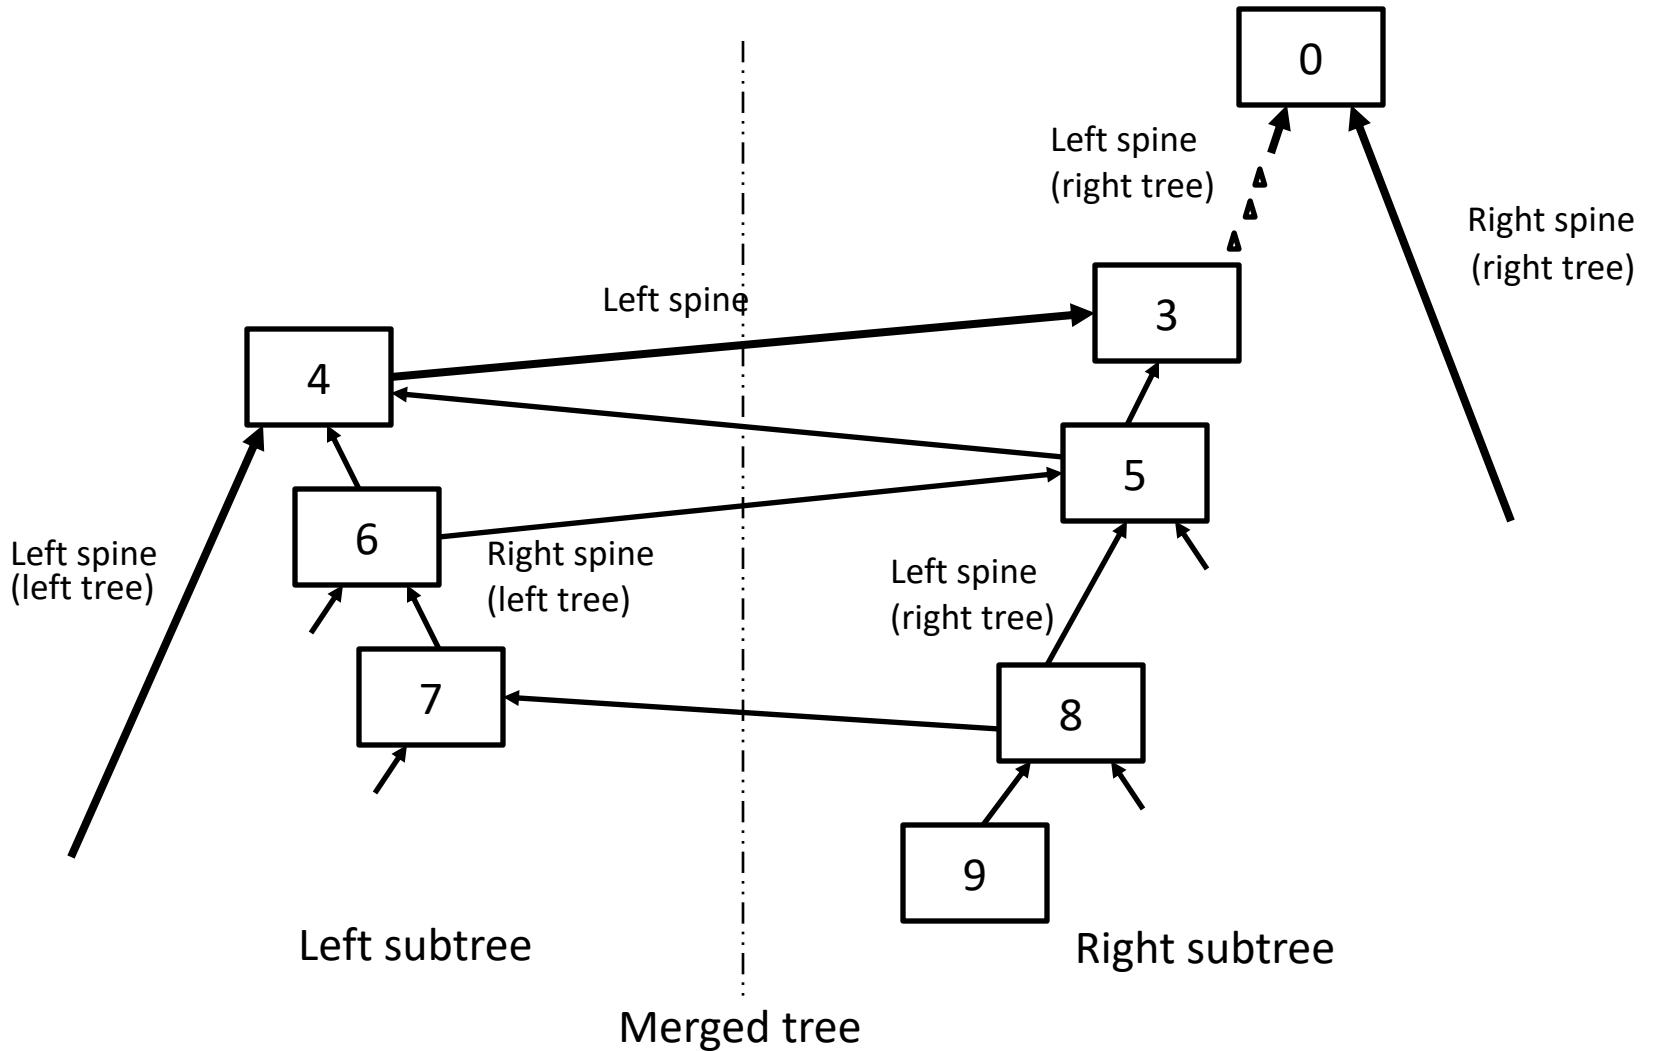 0
Left spine
(right tree)
Right spine
(right tree)
3
Left spine
4
5
6
Left spine
(left tree)
Right spine
(left tree)
Left spine
(right tree)
7
8
9
Left subtree
Right subtree
Merged tree